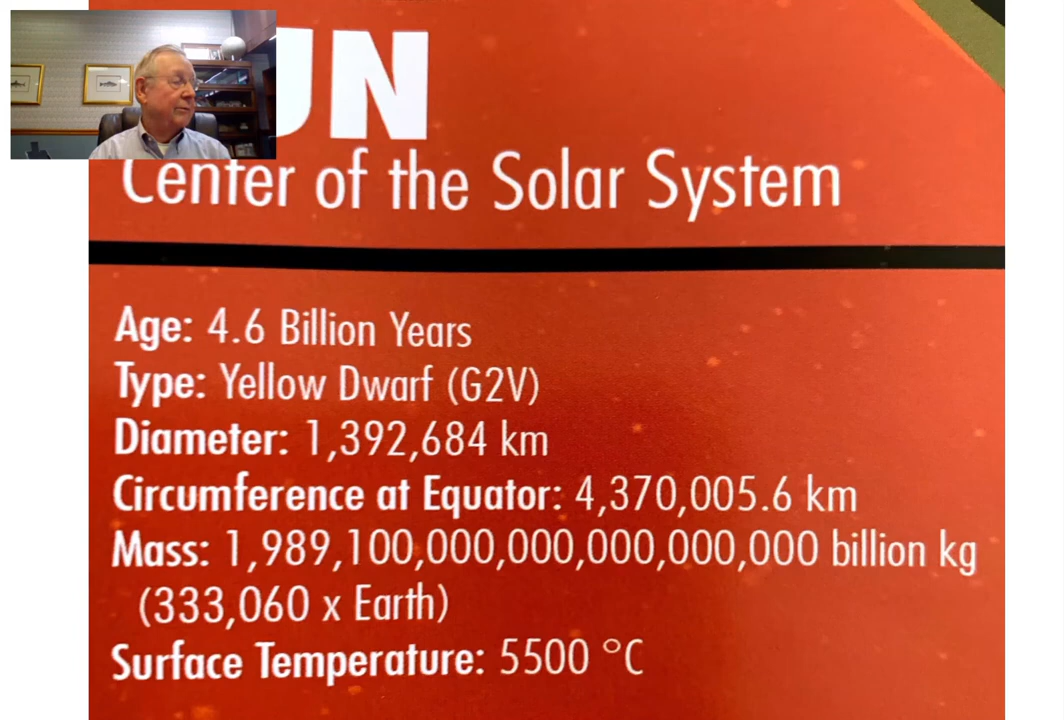 Center of the Solar System
Age: 4.6 Billion Years
Type: Yellow Dwarf (G2V)
Diameter: 1,392,684 km
Circumference at Equator: 4,370,005.6 km
Mass: 1,989,100,000,000,000,000,000 billion kg
(333,060 x Earth)
Surface Temperature: 5500 °C